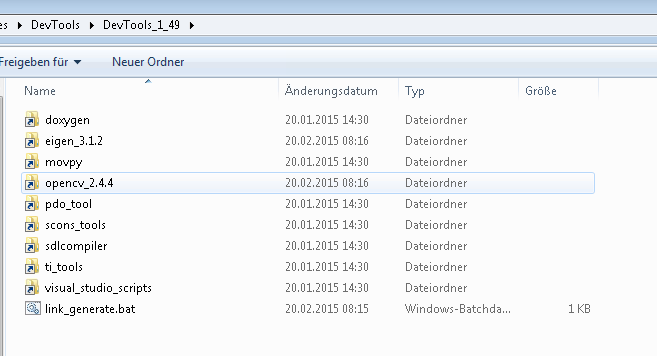 es ▸ DevTools ▸ DevTools_1_49 ▸
Freigeben für ▾ Neuer Ordner
Name Änderungsdatum Typ Größe
doxygen 20.01.2015 14:30 Dateiordner
eigen_3.1.2 20.02.2015 08:16 Dateiordner
movpy 20.01.2015 14:30 Dateiordner
opencv_2.4.4 20.02.2015 08:16 Dateiordner
pdo_tool 20.01.2015 14:30 Dateiordner
scons_tools 20.01.2015 14:30 Dateiordner
sdlcompiler 20.01.2015 14:30 Dateiordner
ti_tools 20.01.2015 14:30 Dateiordner
visual_studio_scripts 20.01.2015 14:30 Dateiordner
link_generate.bat 20.02.2015 08:15 Windows-Batchda... 1 KB